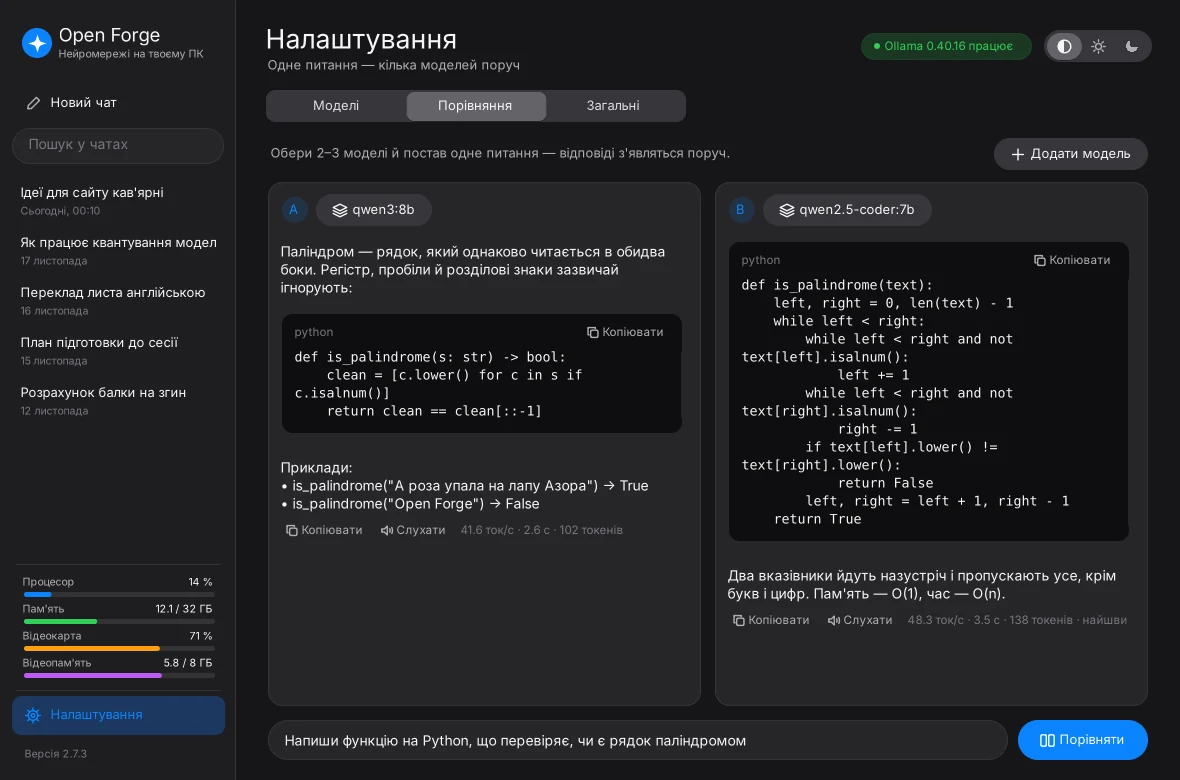 Open Forge
Нейромережі на твоєму ПК
Новий чат
Пошук у чатах
Ідеї для сайту кав'ярні
Сьогодні, 00:10
Як працює квантування модел
17 листопада
Переклад листа англійською
16 листопада
План підготовки до сесії
15 листопада
Розрахунок балки на згин
12 листопада
Процесор 14 %
Пам'ять 12.1 / 32 ГБ
Відеокарта 71 %
Відеопам'ять 5.8 / 8 ГБ
Налаштування
Версія 2.7.3
Налаштування
Одне питання — кілька моделей поруч
Ollama 0.40.16 працює
Моделі Порівняння Загальні
Обери 2–3 моделі й постав одне питання — відповіді з'являться поруч.
Додати модель
A qwen3:8b
Паліндром — рядок, який однаково читається в обидва
боки. Регістр, пробіли й розділові знаки зазвичай
ігнорують:
python Копіювати
def is_palindrome(s: str) -> bool:
    clean = [c.lower() for c in s if
c.isalnum()]
    return clean == clean[::-1]
Приклади:
• is_palindrome("А роза упала на лапу Азора") → True
• is_palindrome("Open Forge") → False
Копіювати Слухати 41.6 ток/с · 2.6 с · 102 токенів
B qwen2.5-coder:7b
python Копіювати
def is_palindrome(text):
    left, right = 0, len(text) - 1
    while left < right:
        while left < right and not
text[left].isalnum():
            left += 1
        while left < right and not
text[right].isalnum():
            right -= 1
        if text[left].lower() !=
text[right].lower():
            return False
        left, right = left + 1, right - 1
    return True
Два вказівники йдуть назустріч і пропускають усе, крім
букв і цифр. Пам'ять — O(1), час — O(n).
Копіювати Слухати 48.3 ток/с · 3.5 с · 138 токенів · найшви
Напиши функцію на Python, що перевіряє, чи є рядок паліндромом
Порівняти